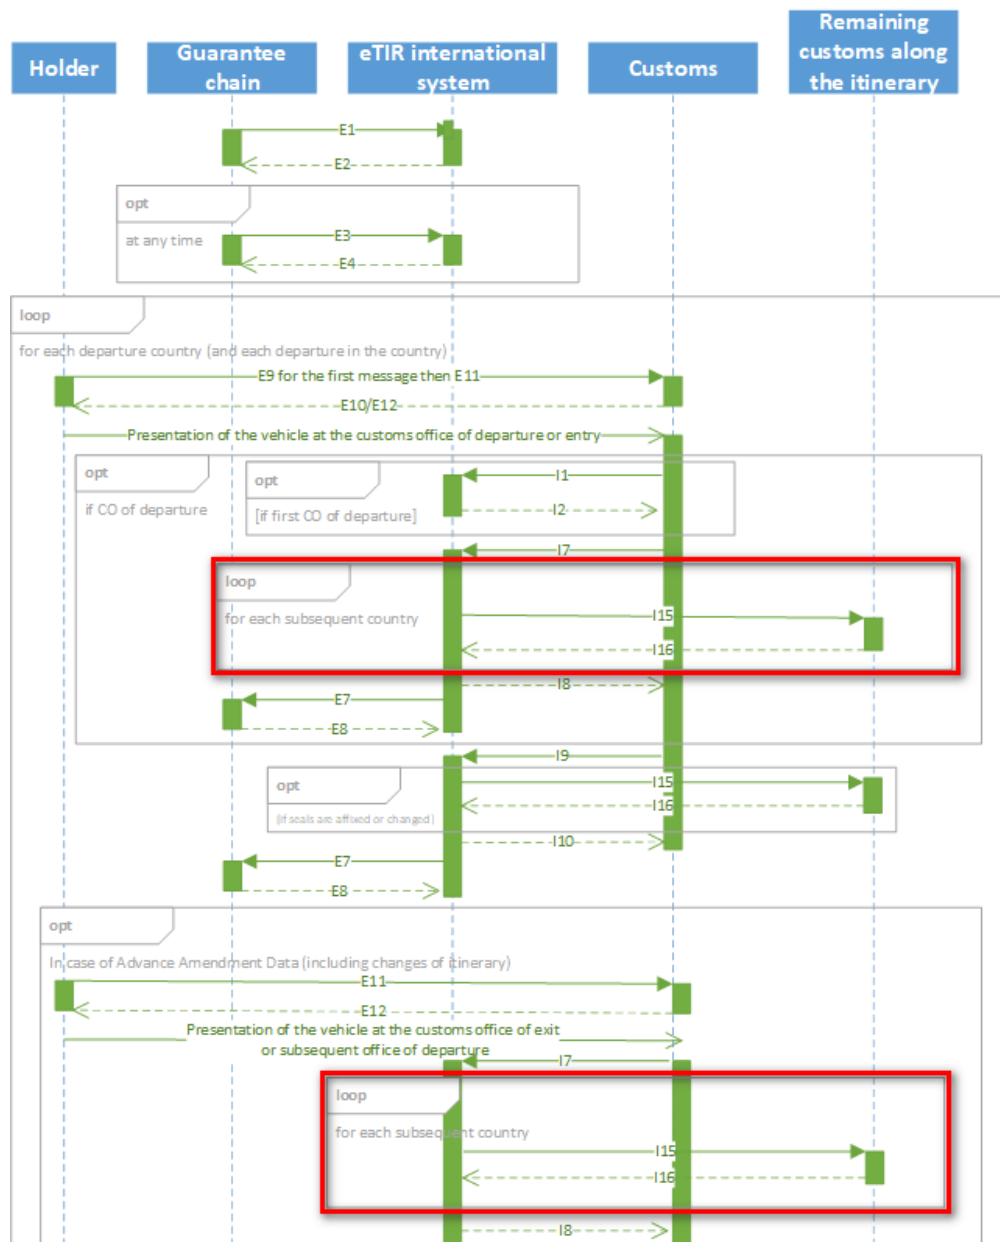 Holder
Guarantee
chain
eTIR international
system
Customs
Remaining
customs along
the itinerary
E1
E2
opt
at any time
E3
E4
loop
for each departure country (and each departure in the country)
E9 for the first message then E11
E10/E12
Presentation of the vehicle at the customs office of departure or entry
opt
if CO of departure
opt
[if first CO of departure]
I1
I2
I7
loop
for each subsequent country
I15
I16
I8
E7
E8
I9
opt
(if seals are affixed or changed)
I15
I16
I10
E7
E8
opt
In case of Advance Amendment Data (including changes of itinerary)
E11
E12
Presentation of the vehicle at the customs office of exit
or subsequent office of departure
I7
loop
for each subsequent country
I15
I16
I8